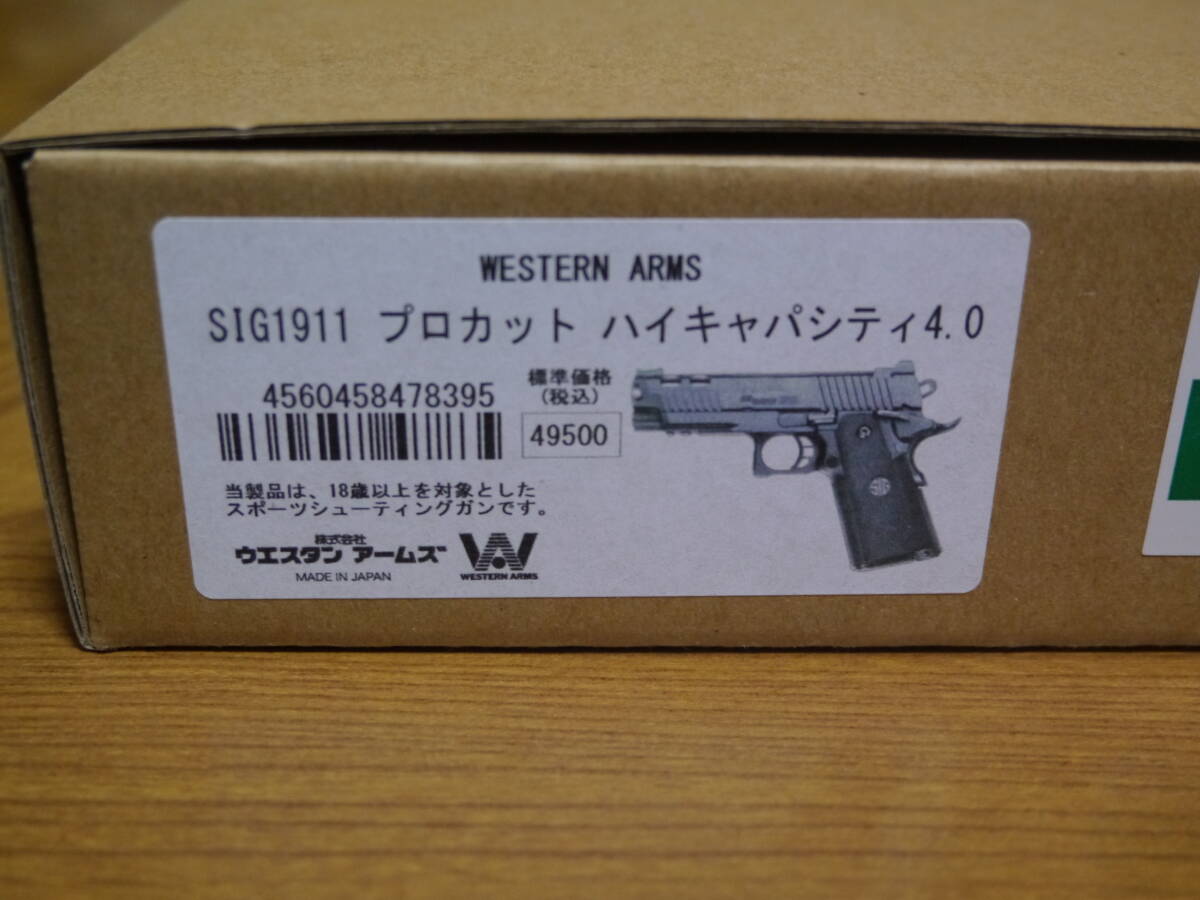 WESTERN ARMS
SIG1911 プロカット ハイキャパシティ4.0
4560458478395
標準価格
(税込)
49500
当製品は、18歳以上を対象とした
スポーツシューティングガンです。
株式会社
ウエスタン アームズ
MADE IN JAPAN
WESTERN ARMS
SIG